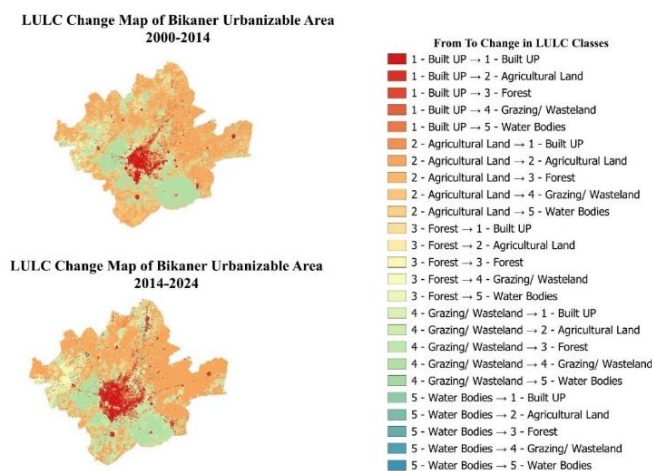 LULC Change Map of Bikaner Urbanizable Area
2000-2014
LULC Change Map of Bikaner Urbanizable Area
2014-2024
From To Change in LULC Classes
1 - Built UP → 1 - Built UP
1 - Built UP → 2 - Agricultural Land
1 - Built UP → 3 - Forest
1 - Built UP → 4 - Grazing/ Wasteland
1 - Built UP → 5 - Water Bodies
2 - Agricultural Land → 1 - Built UP
2 - Agricultural Land → 2 - Agricultural Land
2 - Agricultural Land → 3 - Forest
2 - Agricultural Land → 4 - Grazing/ Wasteland
2 - Agricultural Land → 5 - Water Bodies
3 - Forest → 1 - Built UP
3 - Forest → 2 - Agricultural Land
3 - Forest → 3 - Forest
3 - Forest → 4 - Grazing/ Wasteland
3 - Forest → 5 - Water Bodies
4 - Grazing/ Wasteland → 1 - Built UP
4 - Grazing/ Wasteland → 2 - Agricultural Land
4 - Grazing/ Wasteland → 3 - Forest
4 - Grazing/ Wasteland → 4 - Grazing/ Wasteland
4 - Grazing/ Wasteland → 5 - Water Bodies
5 - Water Bodies → 1 - Built UP
5 - Water Bodies → 2 - Agricultural Land
5 - Water Bodies → 3 - Forest
5 - Water Bodies → 4 - Grazing/ Wasteland
5 - Water Bodies → 5 - Water Bodies